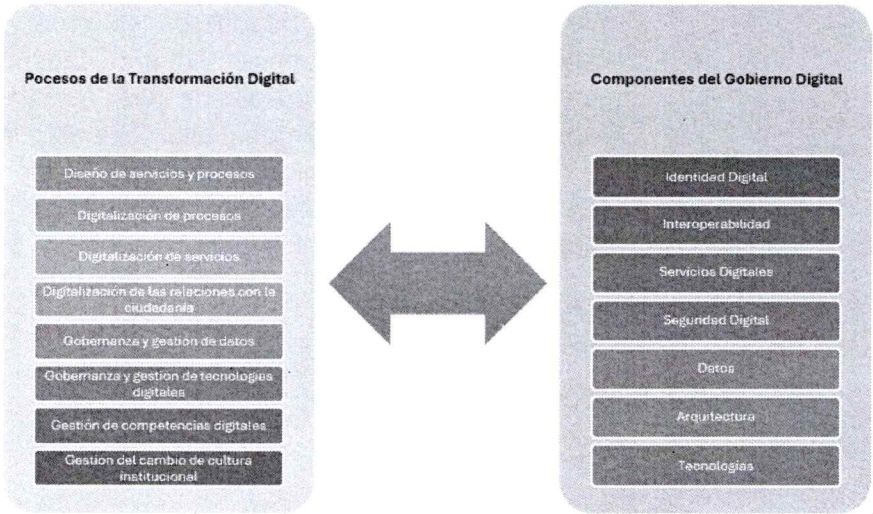 Pocesos de la Transformación Digital
Diseño de servicios y procesos
Digitalización de procesos
Digitalización de servicios
Digitalización de las relaciones con la
ciudadanía
Gobernanza y gestión de datos
Gobernanza y gestión de tecnologías
digitales
Gestión de competencias digitales
Gestión del cambio de cultura
institucional
Componentes del Gobierno Digital
Identidad Digital
Interoperabilidad
Servicios Digitales
Seguridad Digital
Datos
Arquitectura
Tecnologías